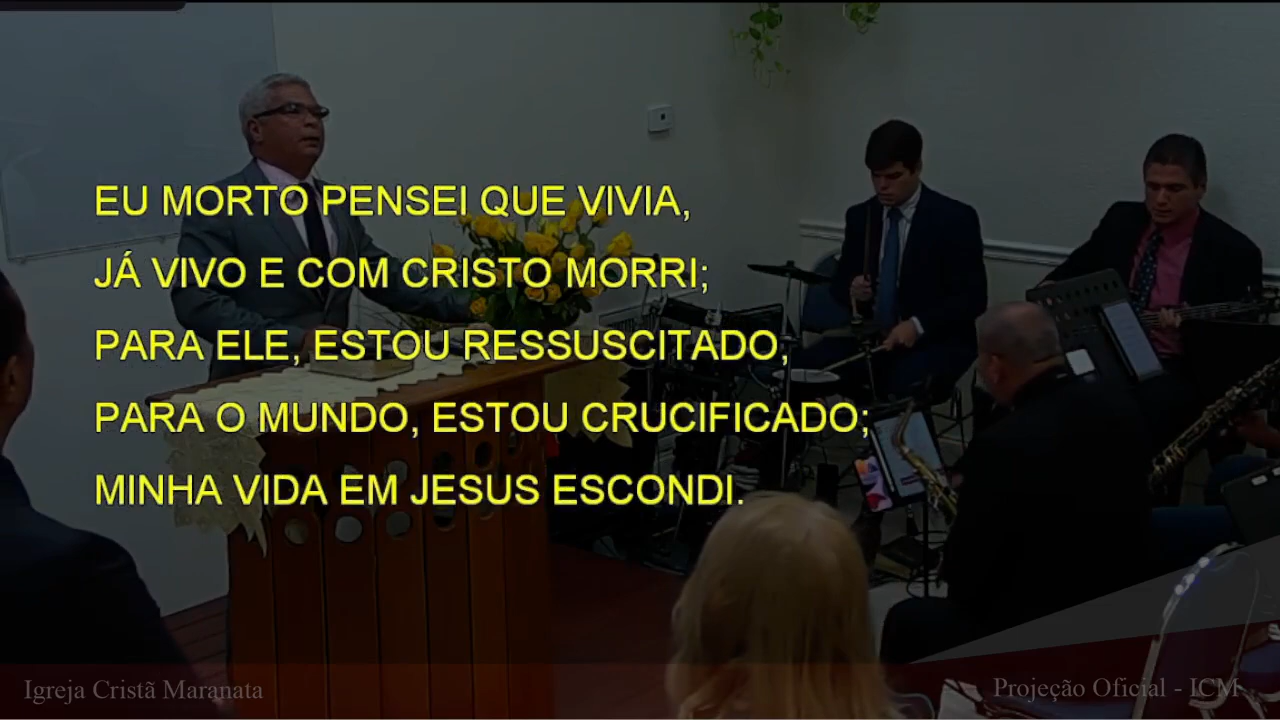 EU MORTO PENSEI QUE VIVIA,
JÁ VIVO E COM CRISTO MORRI;
PARA ELE, ESTOU RESSUSCITADO,
PARA O MUNDO, ESTOU CRUCIFICADO;
MINHA VIDA EM JESUS ESCONDI.
Igreja Cristã Maranata
Projeção Oficial - ICM